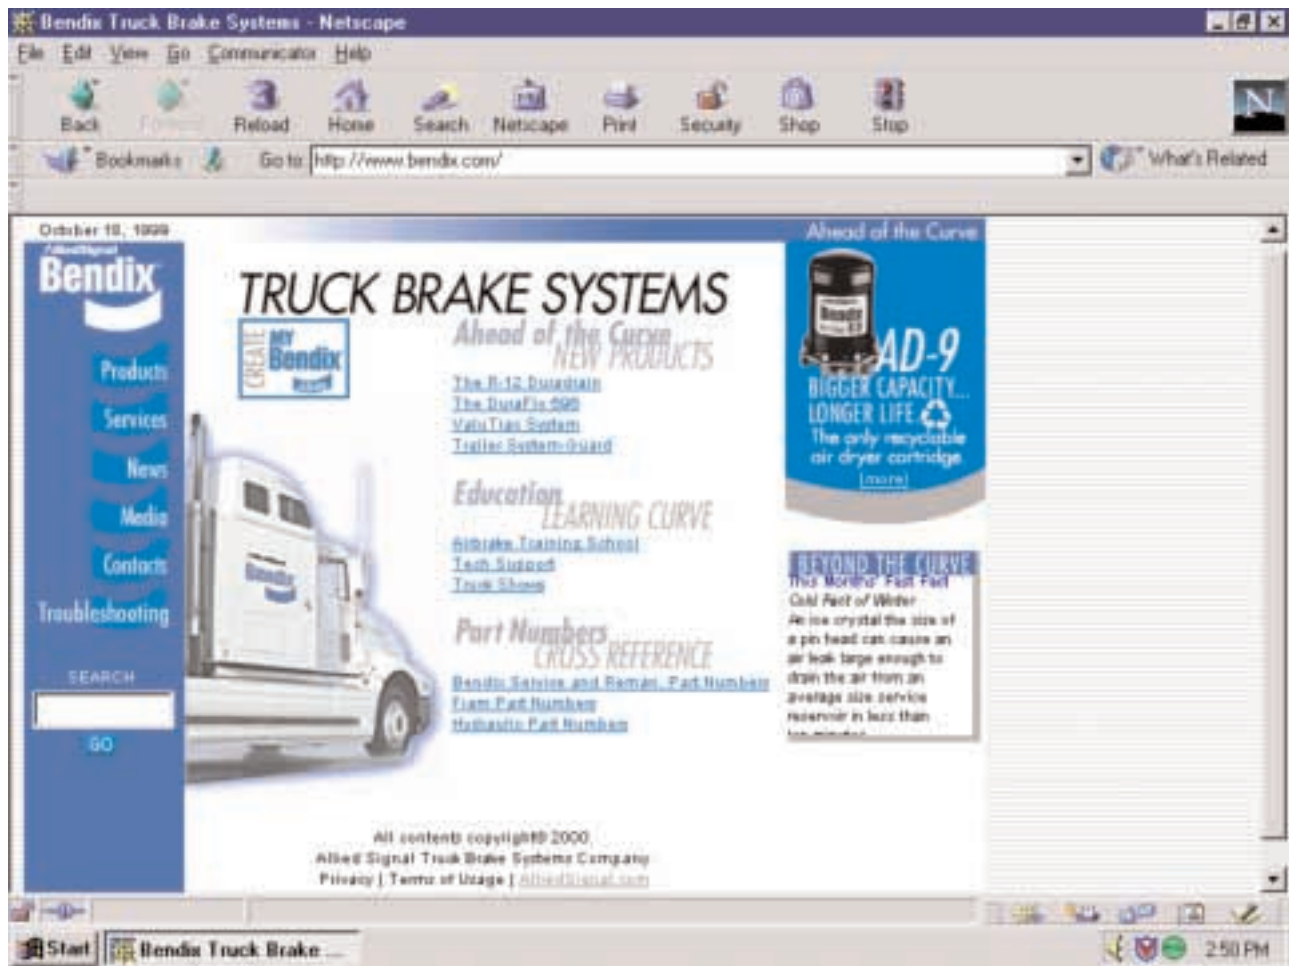 Bendix Truck Brake Systems - Netscape
File Edit View Go Communicator Help
Back Forward Reload Home Search Netscape Print Security Shop Stop
N
Bookmarks Go to: http://www.bendix.com/ What's Related
October 18, 1999
Ahead of the Curve
AlliedSignal
Bendix
Products
Services
News
Media
Contacts
Troubleshooting
SEARCH
GO
TRUCK BRAKE SYSTEMS
CREATE MY Bendix
Ahead of the Curve
NEW PRODUCTS
The R-12 Duradrain
The DuraFlo 596
ValuTrax System
Trailer System-Guard
Education
LEARNING CURVE
Airbrake Training School
Tech Support
Truck Shows
Part Numbers
CROSS REFERENCE
Bendix Service and Reman. Part Numbers
Fram Part Numbers
Hydraulic Part Numbers
Bendix
Bendix
AD-9
BIGGER CAPACITY...
LONGER LIFE
The only recyclable
air dryer cartridge.
[more]
BEYOND THE CURVE
This Months' Fast Fact
Cold Fact of Winter
An ice crystal the size of
a pin head can cause an
air leak large enough to
drain the air from an
average size service
reservoir in less than
ten minutes
All contents copyright© 2000
Allied Signal Truck Brake Systems Company
Privacy | Terms of Usage | AlliedSignal.com
Start Bendix Truck Brake ... 2:50 PM